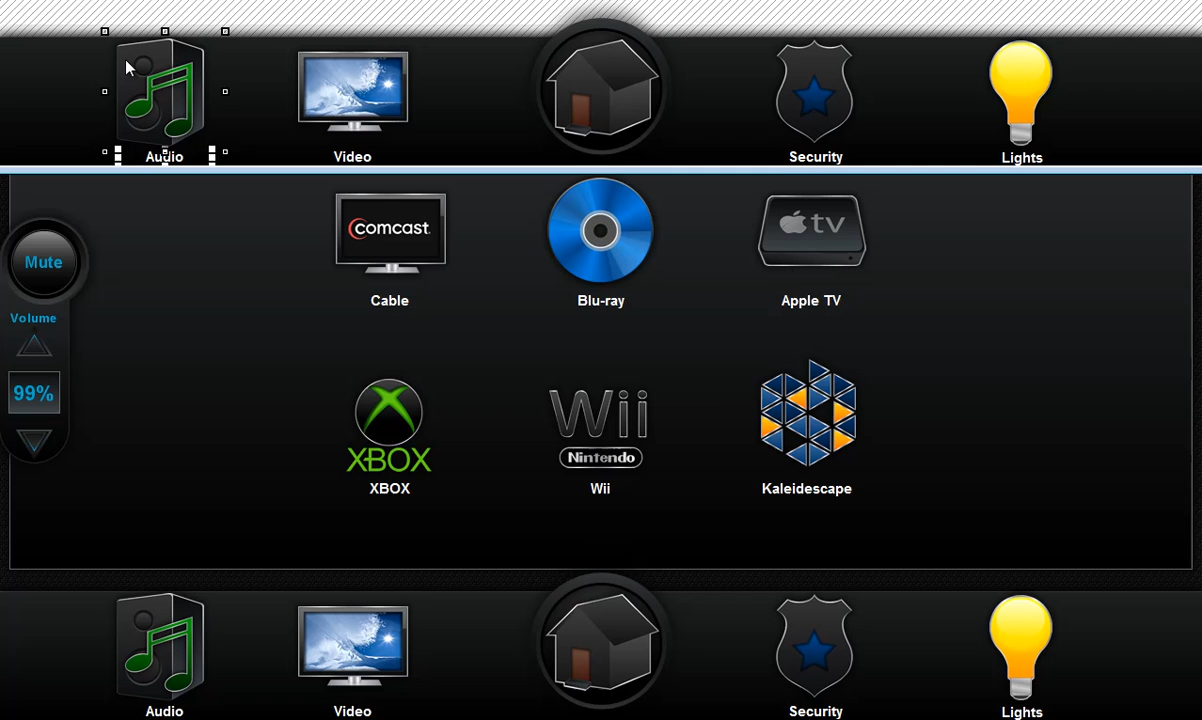 Audio
Video
Security
Lights
comcast.
tv
Mute
Cable
Blu-ray
Apple TV
Volume
99%
Wii
Nintendo
XBOX
XBOX
Wii
Kaleidescape
Audio
Video
Security
Lights